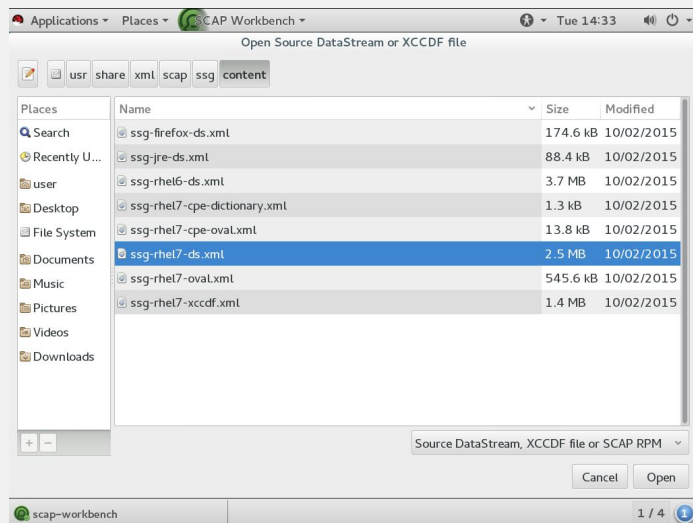 Applications Places SCAP Workbench Tue 14:33
Open Source DataStream or XCCDF file
usr share xml scap ssg content
Places Name Size Modified
Search ssg-firefox-ds.xml 174.6 kB 10/02/2015
Recently U... ssg-jre-ds.xml 88.4 kB 10/02/2015
user ssg-rhel6-ds.xml 3.7 MB 10/02/2015
Desktop ssg-rhel7-cpe-dictionary.xml 1.3 kB 10/02/2015
File System ssg-rhel7-cpe-oval.xml 13.8 kB 10/02/2015
Documents ssg-rhel7-ds.xml 2.5 MB 10/02/2015
Music ssg-rhel7-oval.xml 545.6 kB 10/02/2015
Pictures ssg-rhel7-xccdf.xml 1.4 MB 10/02/2015
Videos
Downloads
+ −
Source DataStream, XCCDF file or SCAP RPM
Cancel Open
scap-workbench 1 / 4 1